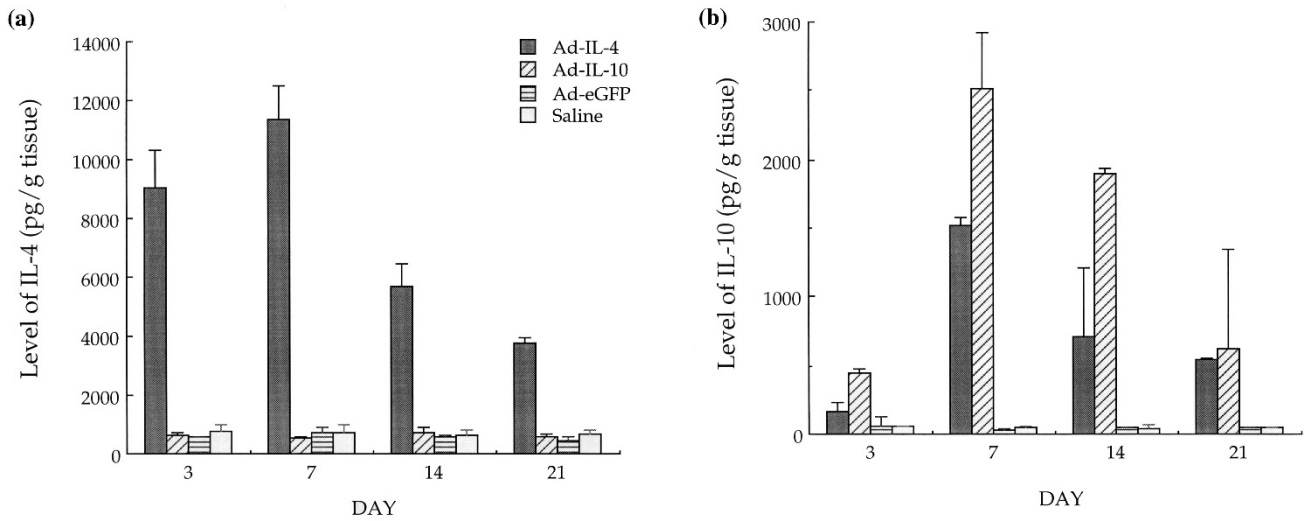 (a)
14000
12000
10000
8000
6000
4000
2000
0
Level of IL-4 (pg/g tissue)
3 7 14 21
DAY
Ad-IL-4
Ad-IL-10
Ad-eGFP
Saline
(b)
3000
2000
1000
0
Level of IL-10 (pg/g tissue)
3 7 14 21
DAY